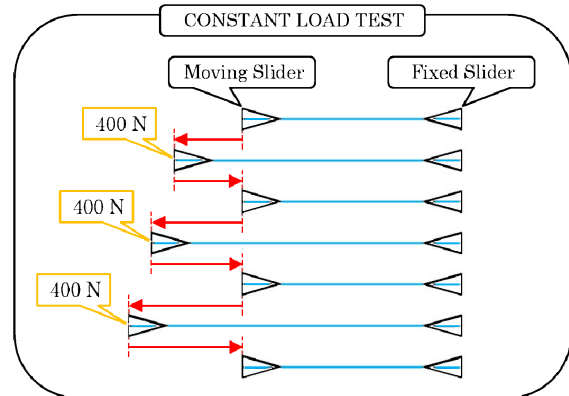 CONSTANT LOAD TEST
Moving Slider
Fixed Slider
400 N
400 N
400 N